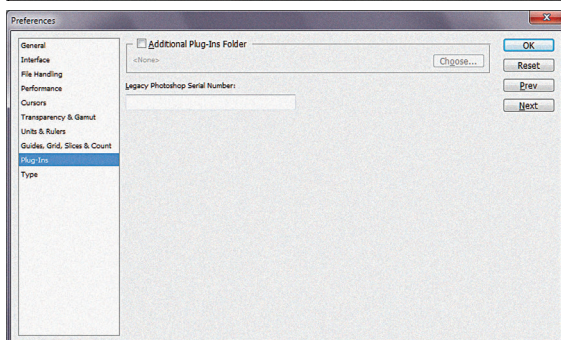 Preferences
General
Interface
File Handling
Performance
Cursors
Transparency & Gamut
Units & Rulers
Guides, Grid, Slices & Count
Plug-Ins
Type
Additional Plug-Ins Folder
<None>
Choose...
Legacy Photoshop Serial Number:
OK
Reset
Prev
Next